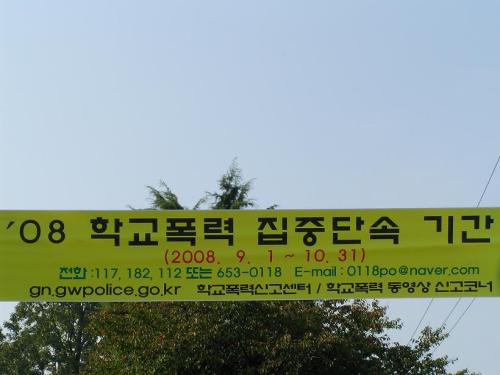 '08 학교폭력 집중단속 기간
(2008. 9. 1 ~ 10. 31)
전화 : 117, 182, 112 또는 653-0118 E-mail : 0118po@naver.com
gn.gwpolice.go.kr 학교폭력신고센터 / 학교폭력 동영상 신고코너